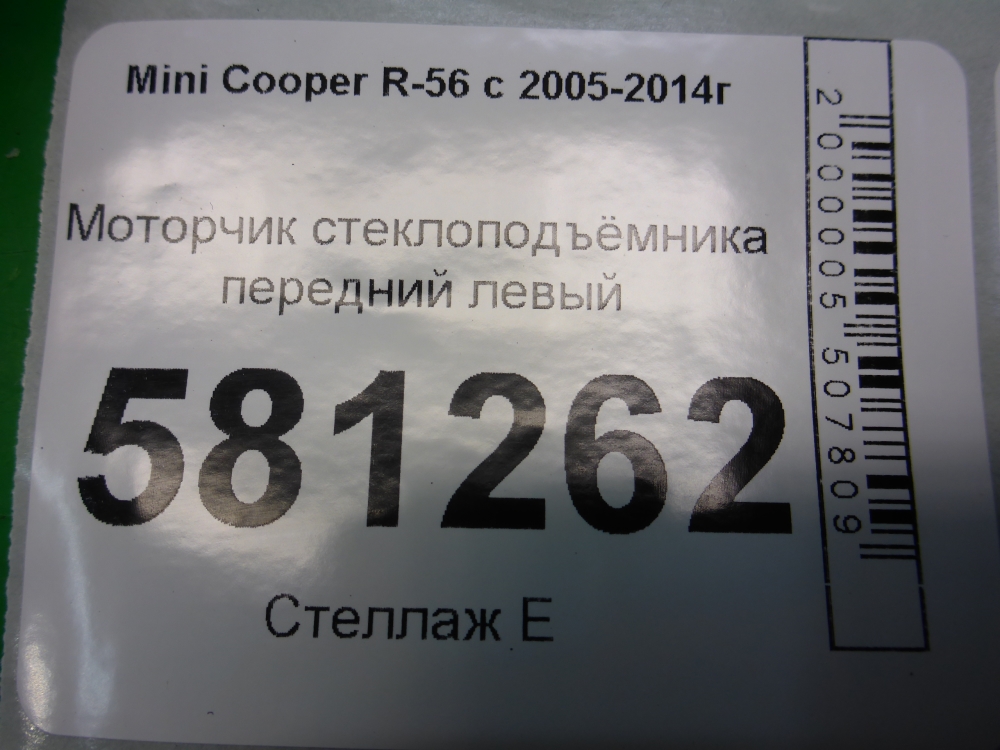 Mini Cooper R-56 с 2005-2014г
Моторчик стеклоподъёмника
передний левый
581262
Стеллаж Е
2000005507809